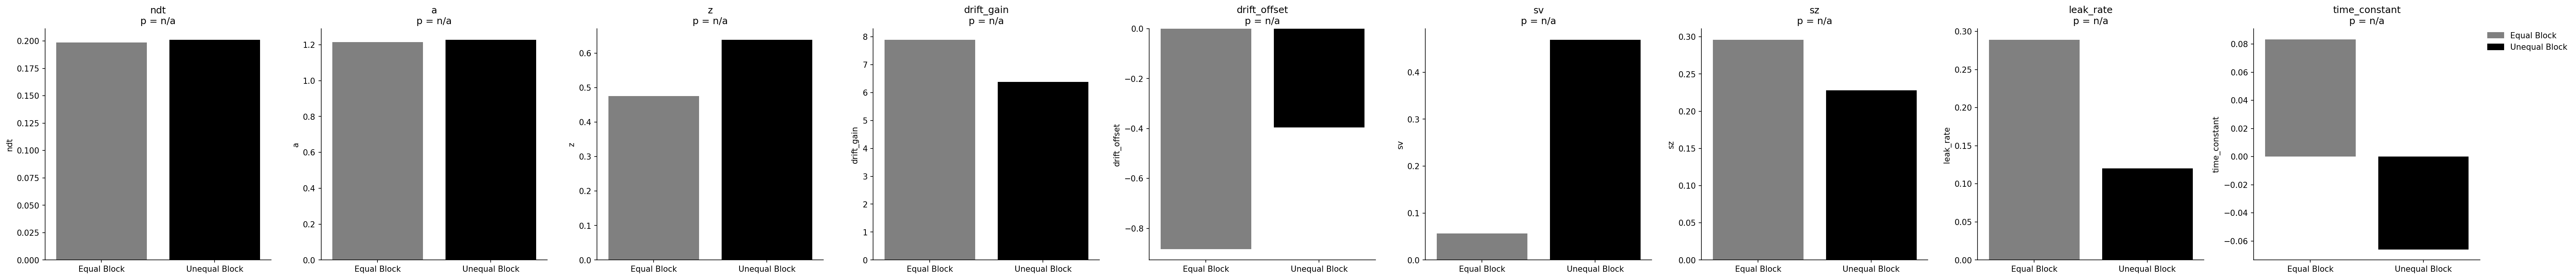 ndt
p = n/a
0.200
0.175
0.150
0.125
0.100
0.075
0.050
0.025
0.000
ndt
Equal Block
Unequal Block
a
p = n/a
1.2
1.0
0.8
0.6
0.4
0.2
0.0
a
Equal Block
Unequal Block
z
p = n/a
0.6
0.5
0.4
0.3
0.2
0.1
0.0
z
Equal Block
Unequal Block
drift_gain
p = n/a
8
7
6
5
4
3
2
1
0
drift_gain
Equal Block
Unequal Block
drift_offset
p = n/a
0.0
−0.2
−0.4
−0.6
−0.8
drift_offset
Equal Block
Unequal Block
sv
p = n/a
0.4
0.3
0.2
0.1
0.0
sv
Equal Block
Unequal Block
sz
p = n/a
0.30
0.25
0.20
0.15
0.10
0.05
0.00
sz
Equal Block
Unequal Block
leak_rate
p = n/a
0.30
0.25
0.20
0.15
0.10
0.05
0.00
leak_rate
Equal Block
Unequal Block
time_constant
p = n/a
0.08
0.06
0.04
0.02
0.00
−0.02
−0.04
−0.06
time_constant
Equal Block
Unequal Block
Equal Block
Unequal Block